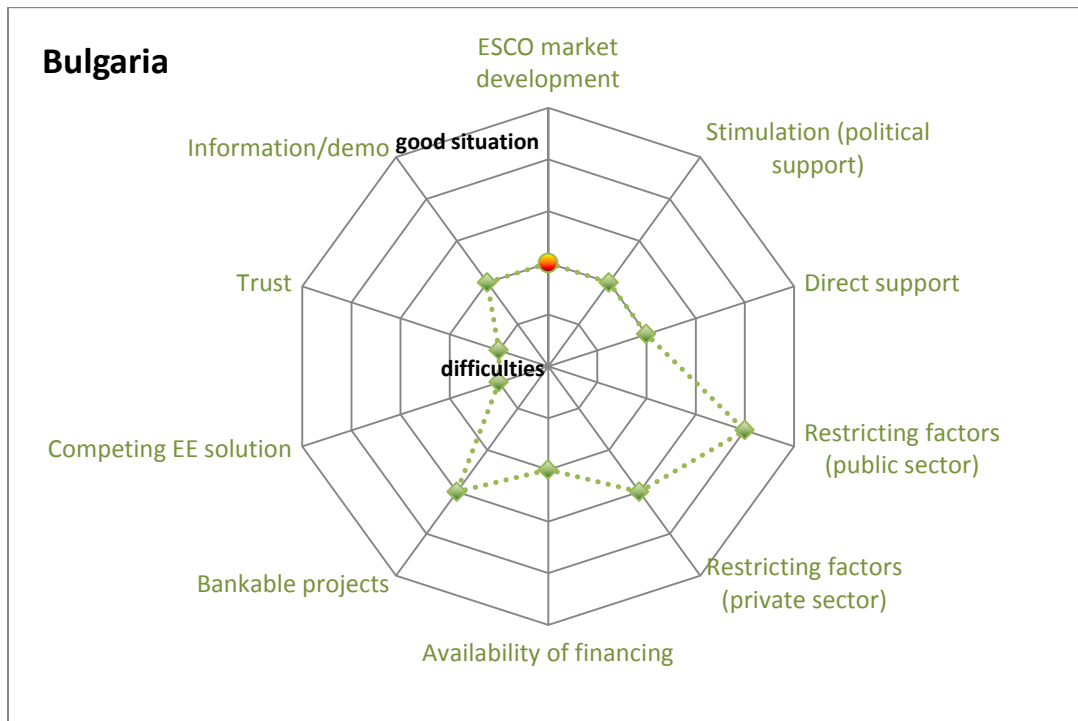 Bulgaria
ESCO market
development
good situation
Stimulation (political
support)
Information/demo
Trust
Direct support
difficulties
Competing EE solution
Restricting factors
(public sector)
Bankable projects
Restricting factors
(private sector)
Availability of financing